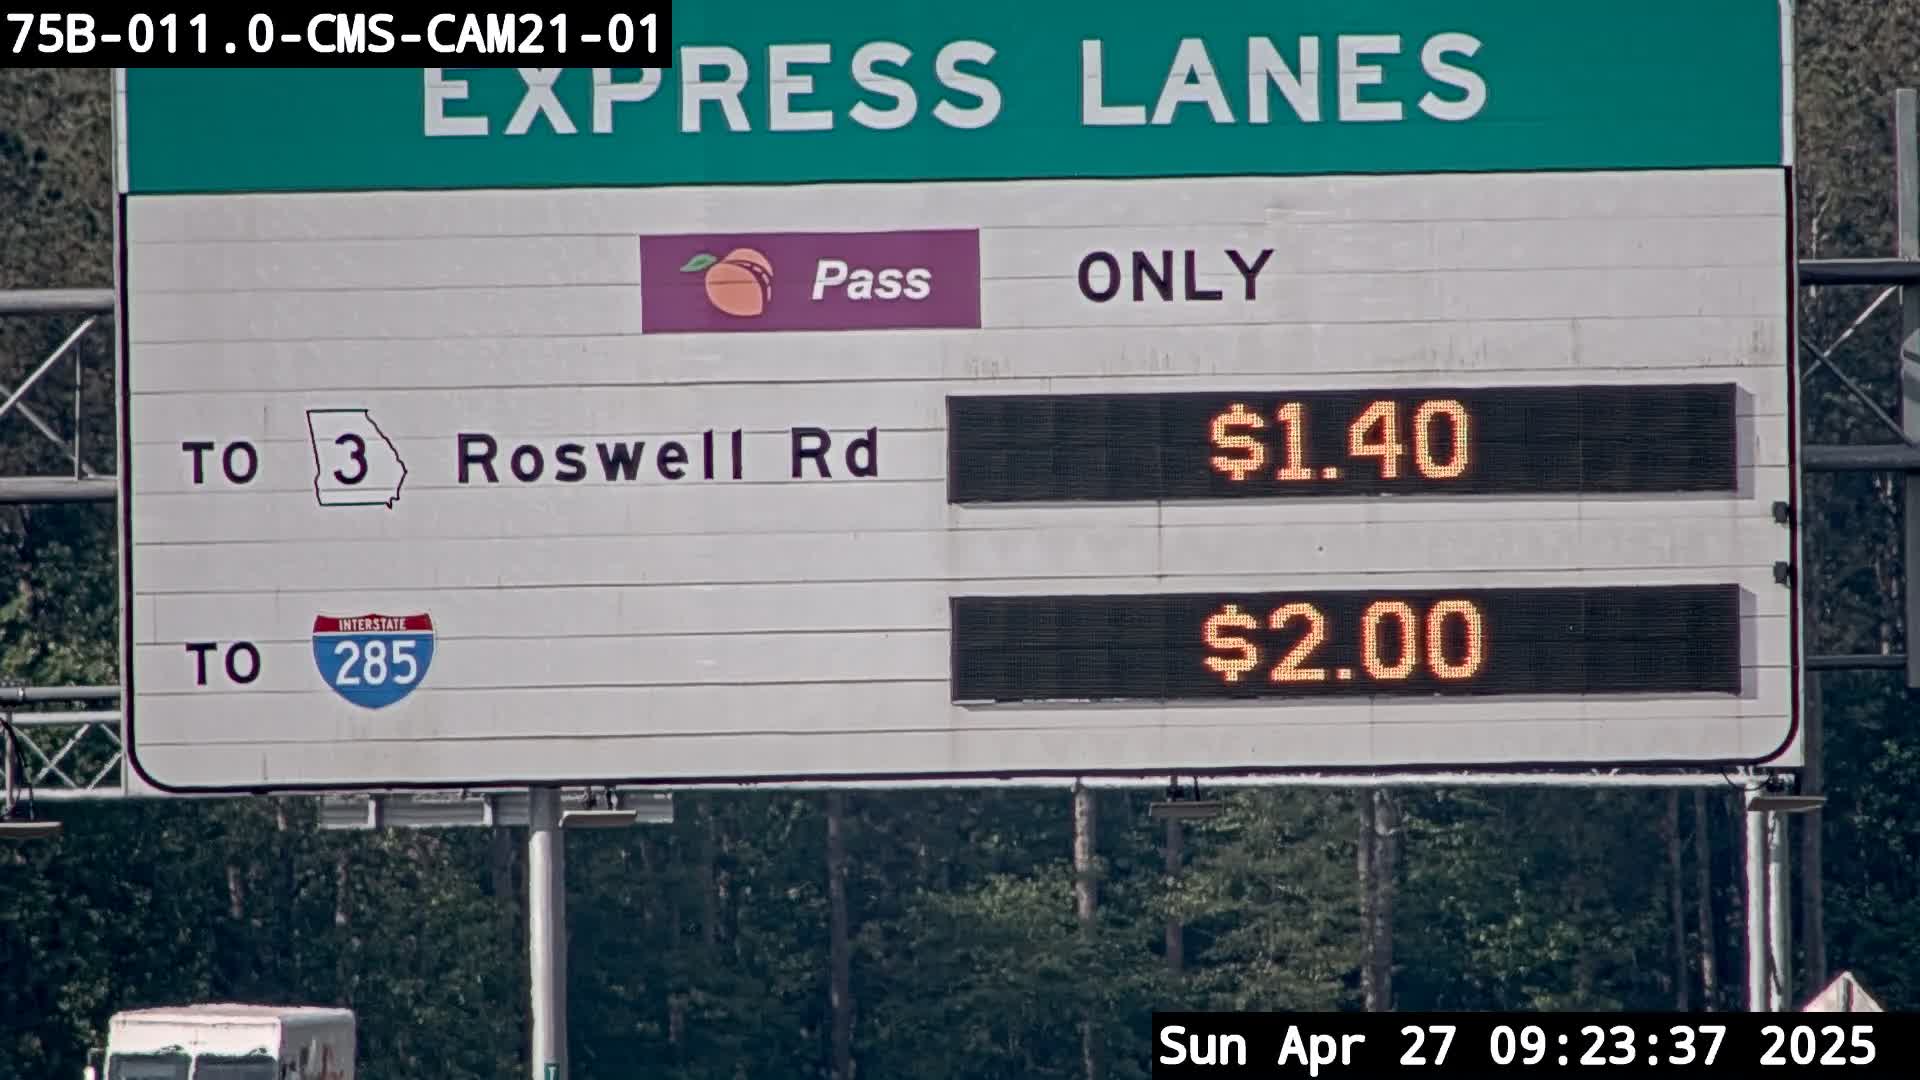 75B-011.0-CMS-CAM21-01
EXPRESS LANES
Pass ONLY
TO 3 Roswell Rd $1.40
INTERSTATE
TO 285 $2.00
Sun Apr 27 09:23:37 2025